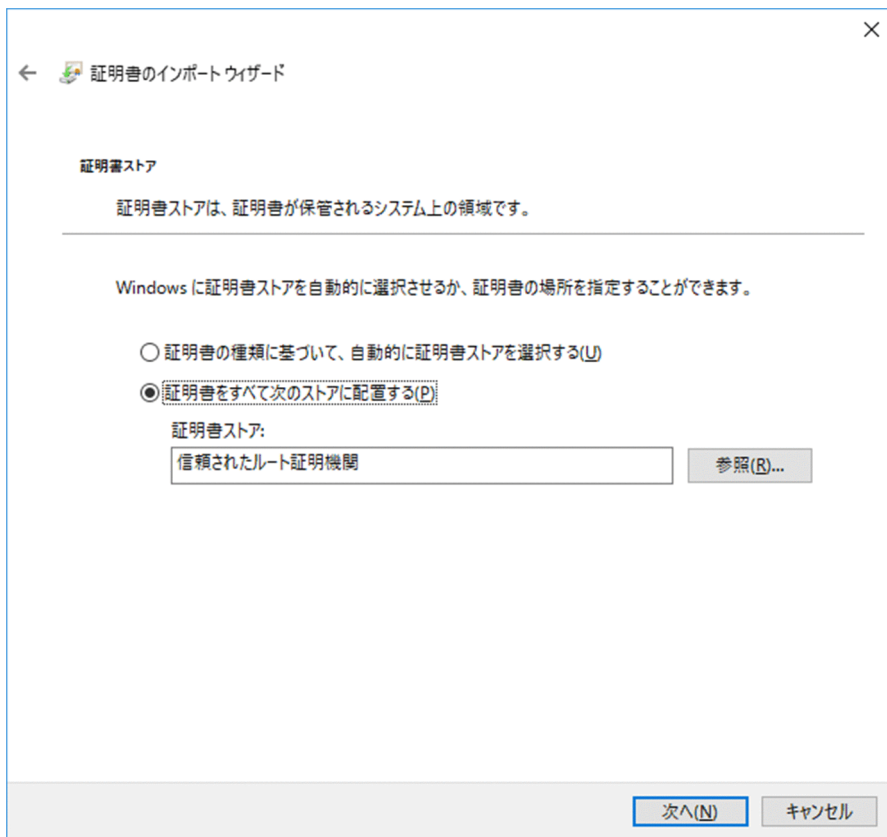 証明書のインポート ウィザード
証明書ストア
証明書ストアは、証明書が保管されるシステム上の領域です。
Windows に証明書ストアを自動的に選択させるか、証明書の場所を指定することができます。
証明書の種類に基づいて、自動的に証明書ストアを選択する(U)
証明書をすべて次のストアに配置する(P)
証明書ストア:
信頼されたルート証明機関
参照(R)...
次へ(N)
キャンセル